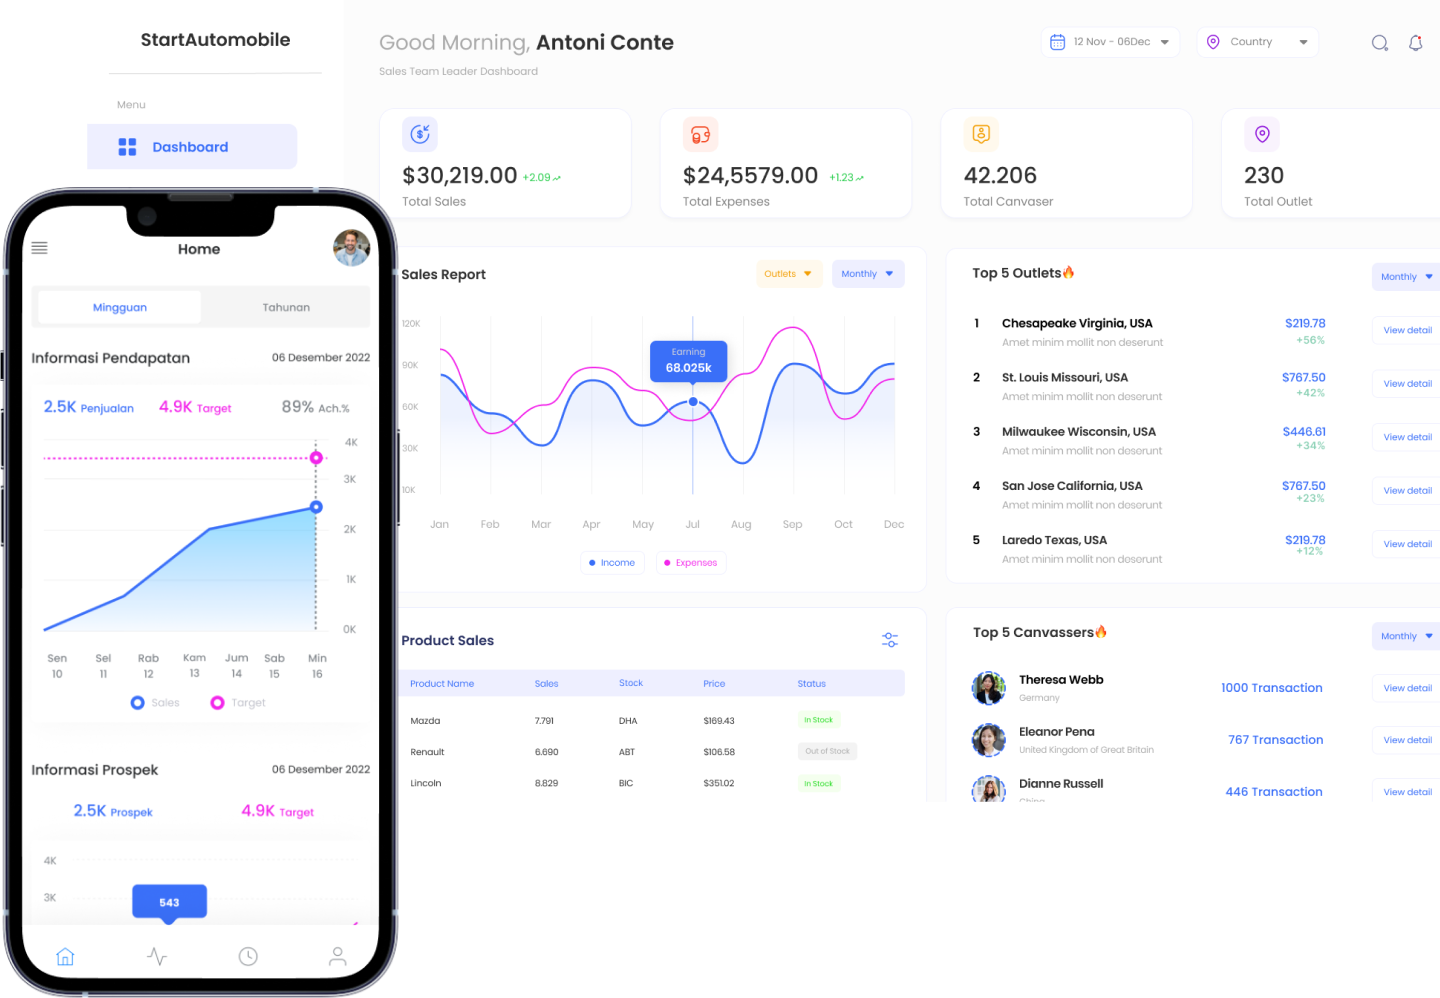 StartAutomobile
Menu
Dashboard
Good Morning, Antoni Conte
Sales Team Leader Dashboard
12 Nov - 06Dec
Country
$30,219.00 +2.09
Total Sales
$24,5579.00 +1.23
Total Expenses
42.206
Total Canvaser
230
Total Outlet
Home
Mingguan Tahunan
Informasi Pendapatan 06 Desember 2022
2.5K Penjualan 4.9K Target 89% Ach.%
4K
3K
2K
1K
0K
Sen Sel Rab Kam Jum Sab Min
10 11 12 13 14 15 16
Sales Target
Informasi Prospek 06 Desember 2022
2.5K Prospek 4.9K Target
4K
3K
543
Sales Report
Outlets Monthly
120K
90K
60K
30K
10K
Earning
68.025k
Jan Feb Mar Apr May Jul Aug Sep Oct Dec
Income Expenses
Top 5 Outlets🔥 Monthly
1 Chesapeake Virginia, USA $219.78 View detail
Amet minim mollit non deserunt +56%
2 St. Louis Missouri, USA $767.50 View detail
Amet minim mollit non deserunt +42%
3 Milwaukee Wisconsin, USA $446.61 View detail
Amet minim mollit non deserunt +34%
4 San Jose California, USA $767.50 View detail
Amet minim mollit non deserunt +23%
5 Laredo Texas, USA $219.78 View detail
Amet minim mollit non deserunt +12%
Product Sales
Product Name Sales Stock Price Status
Mazda 7.791 DHA $169.43 In Stock
Renault 6.690 ABT $106.58 Out of Stock
Lincoln 8.829 BIC $351.02 In Stock
Top 5 Canvassers🔥 Monthly
Theresa Webb 1000 Transaction View detail
Germany
Eleanor Pena 767 Transaction View detail
United Kingdom of Great Britain
Dianne Russell 446 Transaction View detail